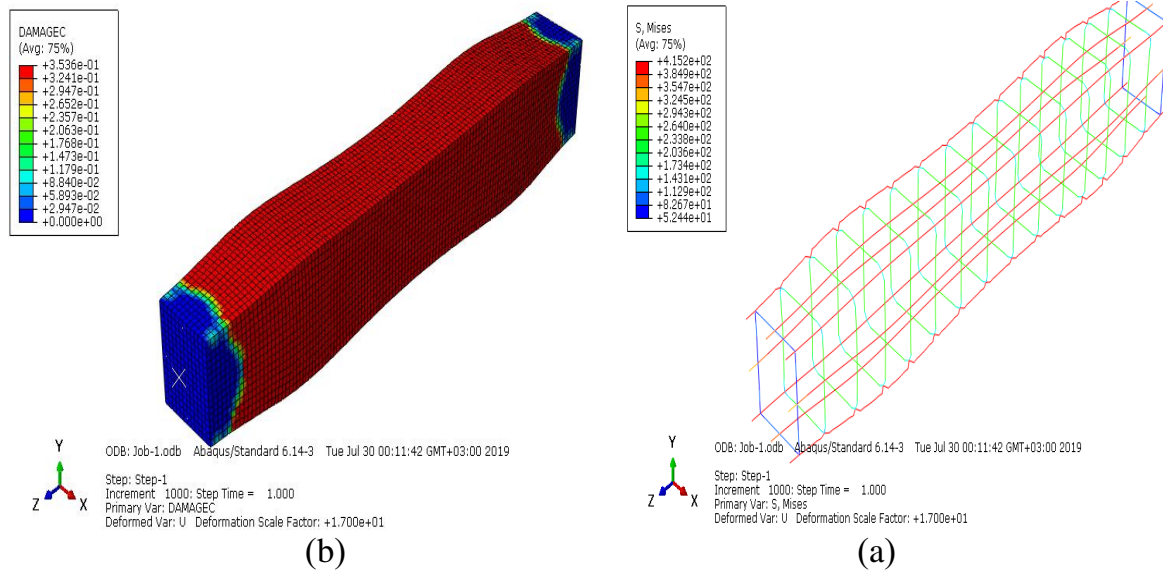 DAMAGEC
(Avg: 75%)
+3.536e-01
+3.241e-01
+2.947e-01
+2.652e-01
+2.357e-01
+2.063e-01
+1.768e-01
+1.473e-01
+1.179e-01
+8.840e-02
+5.893e-02
+2.947e-02
+0.000e+00
Y
Z
X
ODB: Job-1.odb Abaqus/Standard 6.14-3 Tue Jul 30 00:11:42 GMT+03:00 2019
Step: Step-1
Increment 1000: Step Time = 1.000
Primary Var: DAMAGEC
Deformed Var: U Deformation Scale Factor: +1.700e+01
(b)
S, Mises
(Avg: 75%)
+4.152e+02
+3.849e+02
+3.547e+02
+3.245e+02
+2.943e+02
+2.640e+02
+2.338e+02
+2.036e+02
+1.734e+02
+1.431e+02
+1.129e+02
+8.267e+01
+5.244e+01
Y
Z
X
ODB: Job-1.odb Abaqus/Standard 6.14-3 Tue Jul 30 00:11:42 GMT+03:00 2019
Step: Step-1
Increment 1000: Step Time = 1.000
Primary Var: S, Mises
Deformed Var: U Deformation Scale Factor: +1.700e+01
(a)